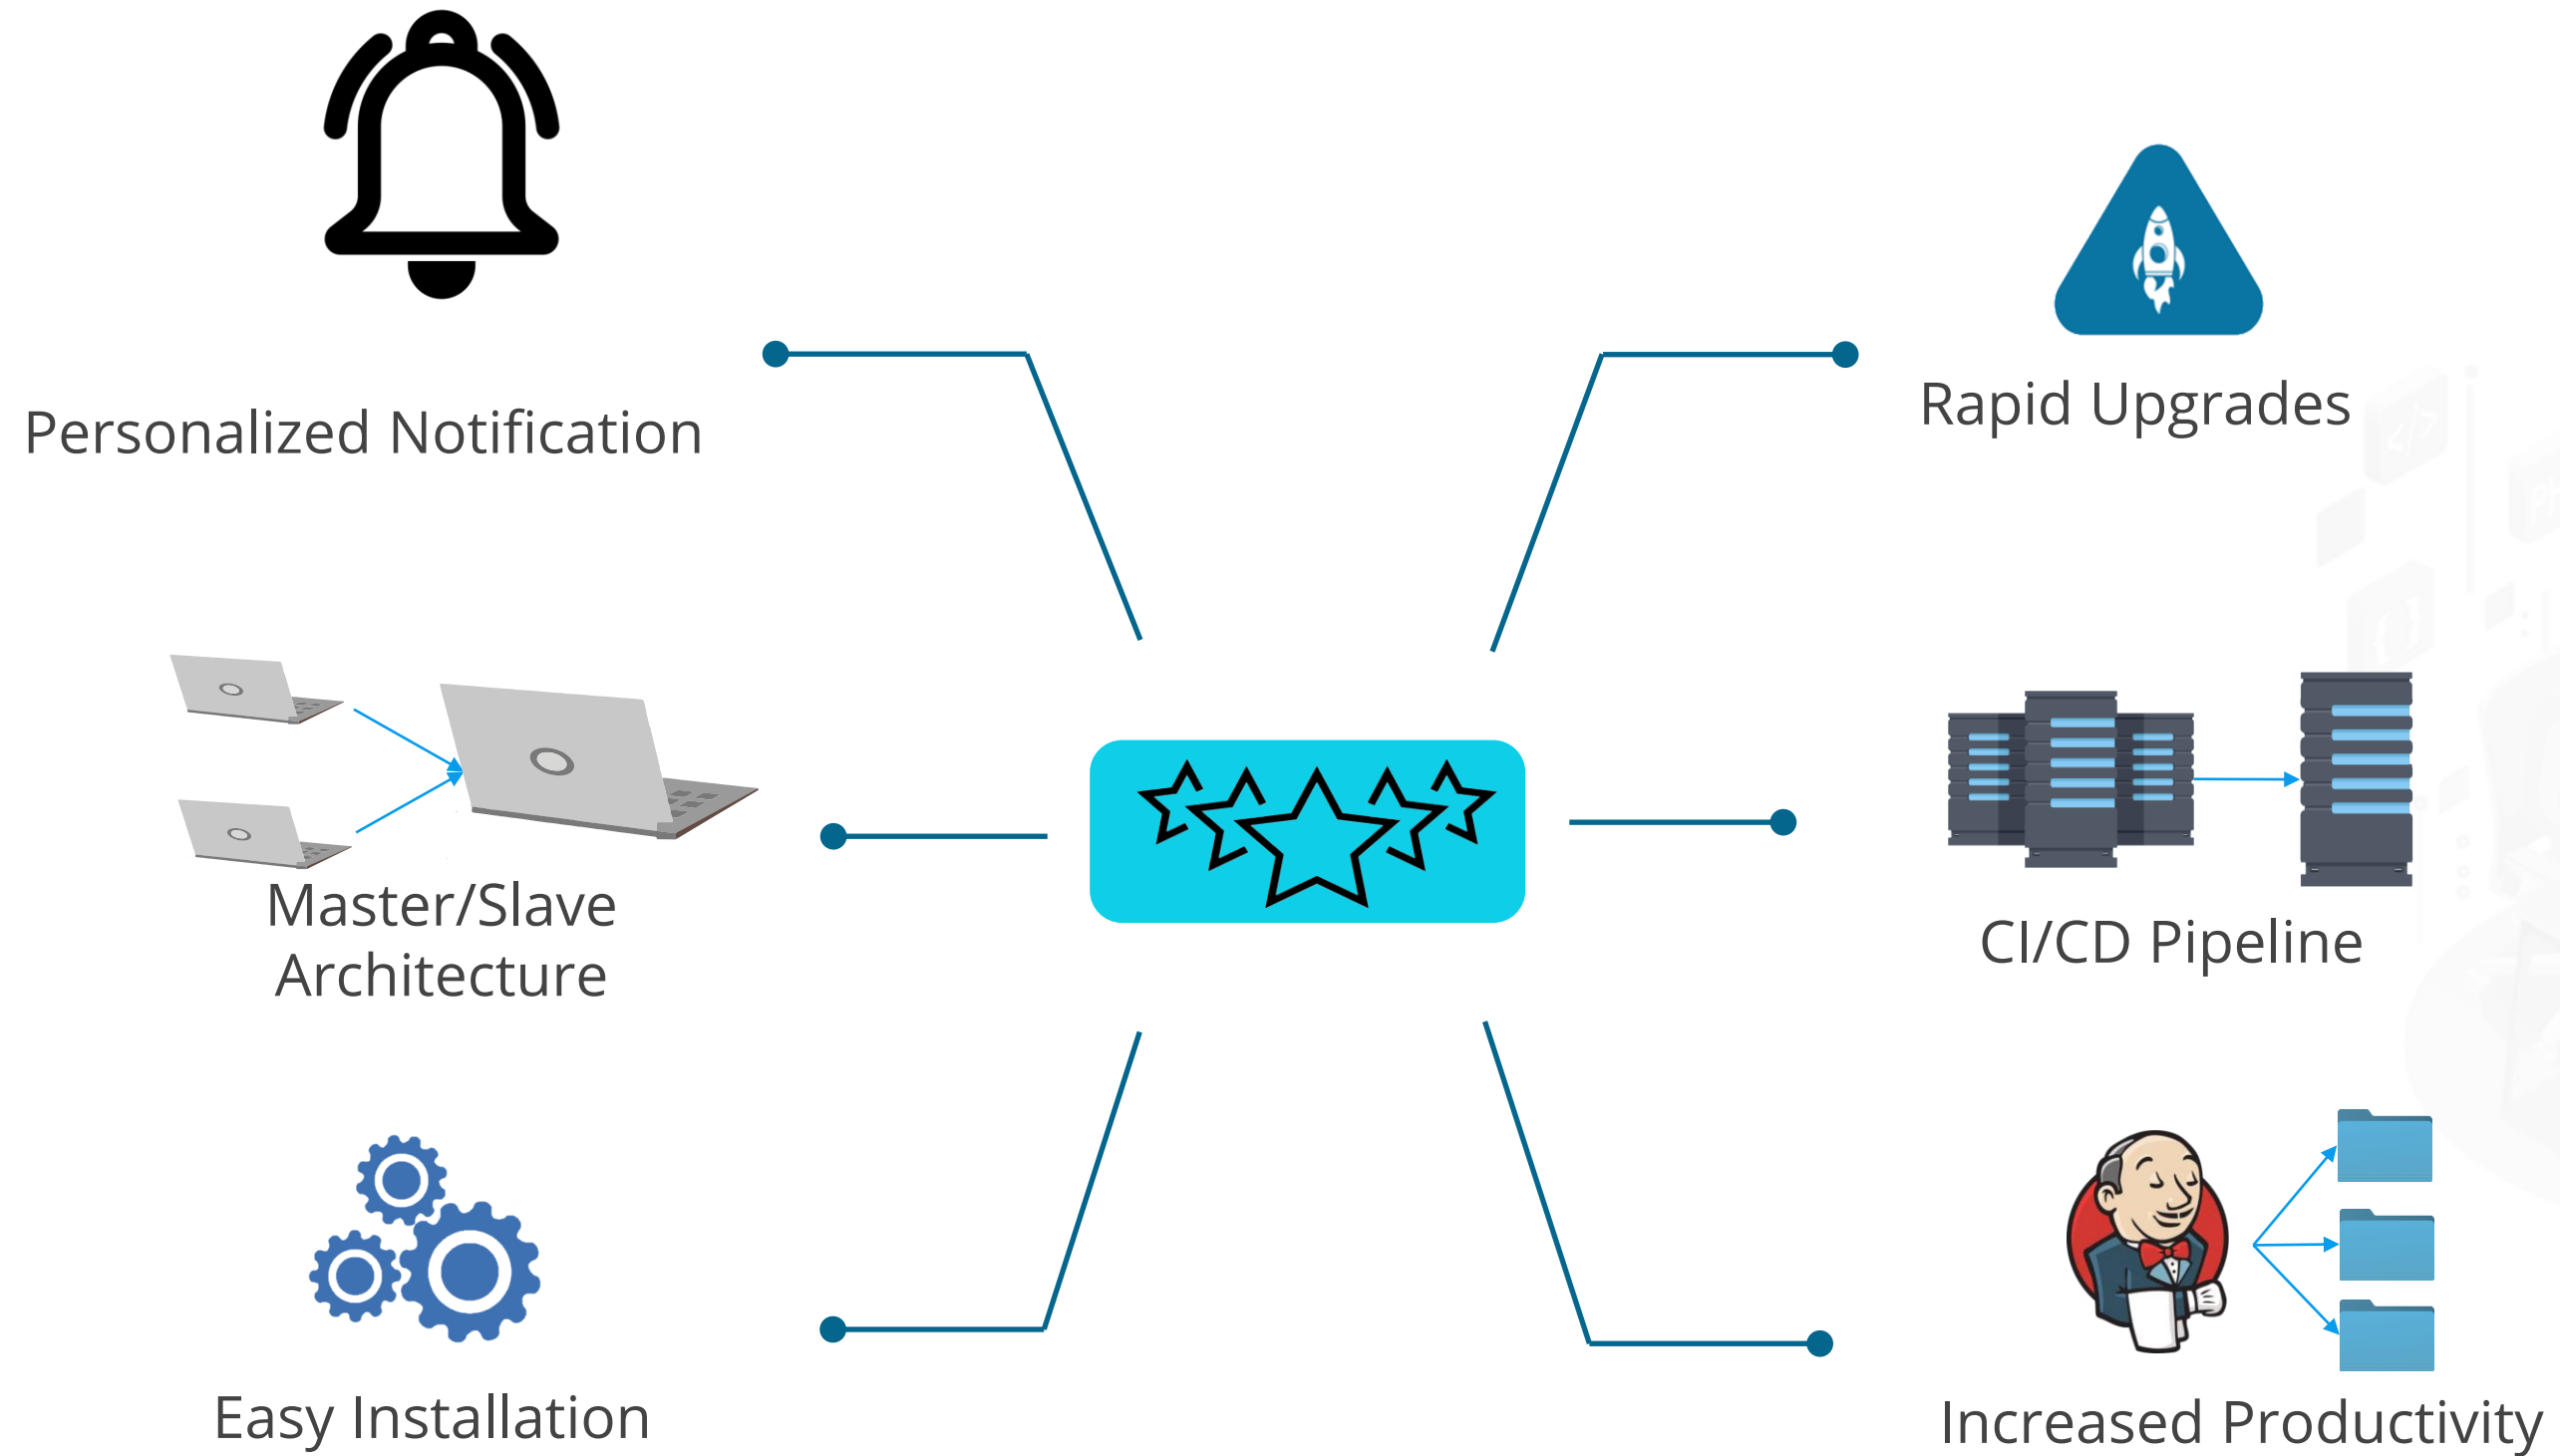 Personalized Notification
Rapid Upgrades
Master/Slave
Architecture
CI/CD Pipeline
Easy Installation
Increased Productivity